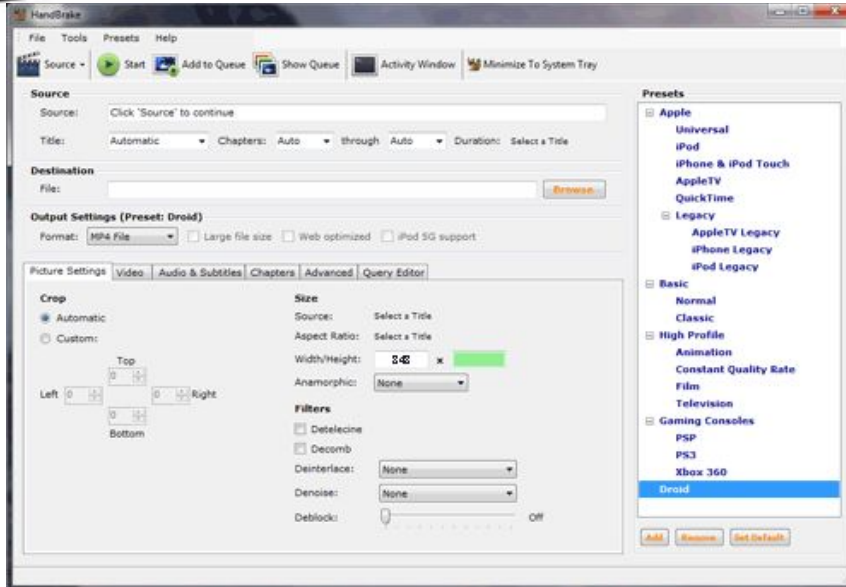 HandBrake
File Tools Presets Help
Source Start Add to Queue Show Queue Activity Window Minimize To System Tray
Source
Source: Click 'Source' to continue
Title: Automatic Chapters: Auto through Auto Duration: Select a Title
Destination
File: Browse
Output Settings (Preset: Droid)
Format: MP4 File Large file size Web optimized iPod 5G support
Picture Settings Video Audio & Subtitles Chapters Advanced Query Editor
Crop
Automatic
Custom:
Top
0
Left 0 0 Right
0
Bottom
Size
Source: Select a Title
Aspect Ratio: Select a Title
Width/Height: x
Anamorphic: None
Filters
Detelecine
Decomb
Deinterlace: None
Denoise: None
Deblock: Off
Presets
Apple
Universal
iPod
iPhone & iPod Touch
AppleTV
QuickTime
Legacy
AppleTV Legacy
iPhone Legacy
iPod Legacy
Basic
Normal
Classic
High Profile
Animation
Constant Quality Rate
Film
Television
Gaming Consoles
PSP
PS3
Xbox 360
Droid
Add Remove Set Default